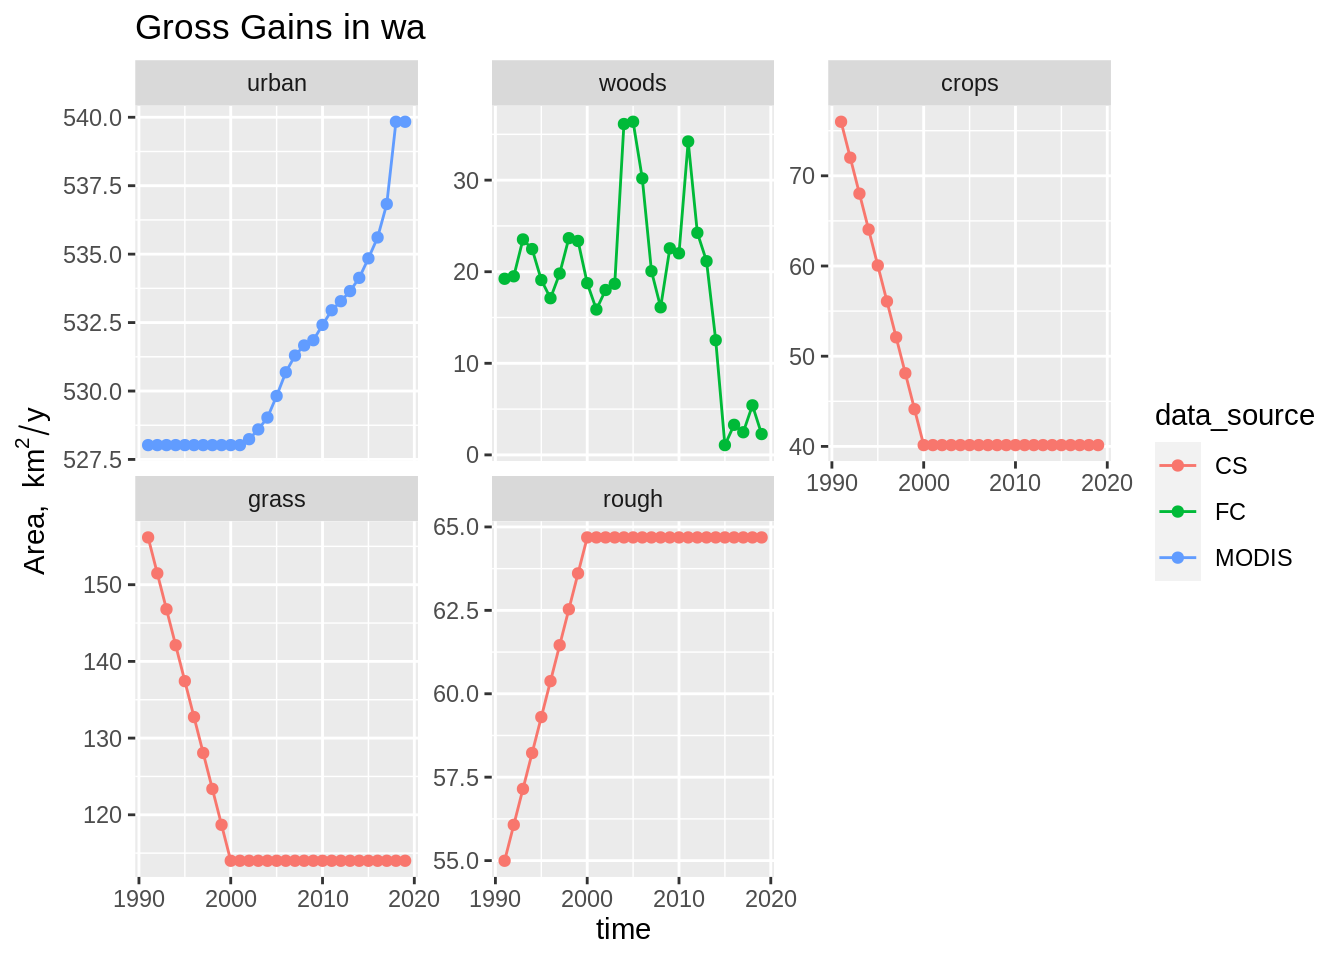 Gross Gains in wa
urban
woods
crops
540.0
537.5
535.0
532.5
530.0
527.5
30
20
10
0
70
60
50
40
1990 2000 2010 2020
grass
rough
150
140
130
120
65.0
62.5
60.0
57.5
55.0
1990 2000 2010 2020
1990 2000 2010 2020
time
Area, km²/y
data_source
CS
FC
MODIS